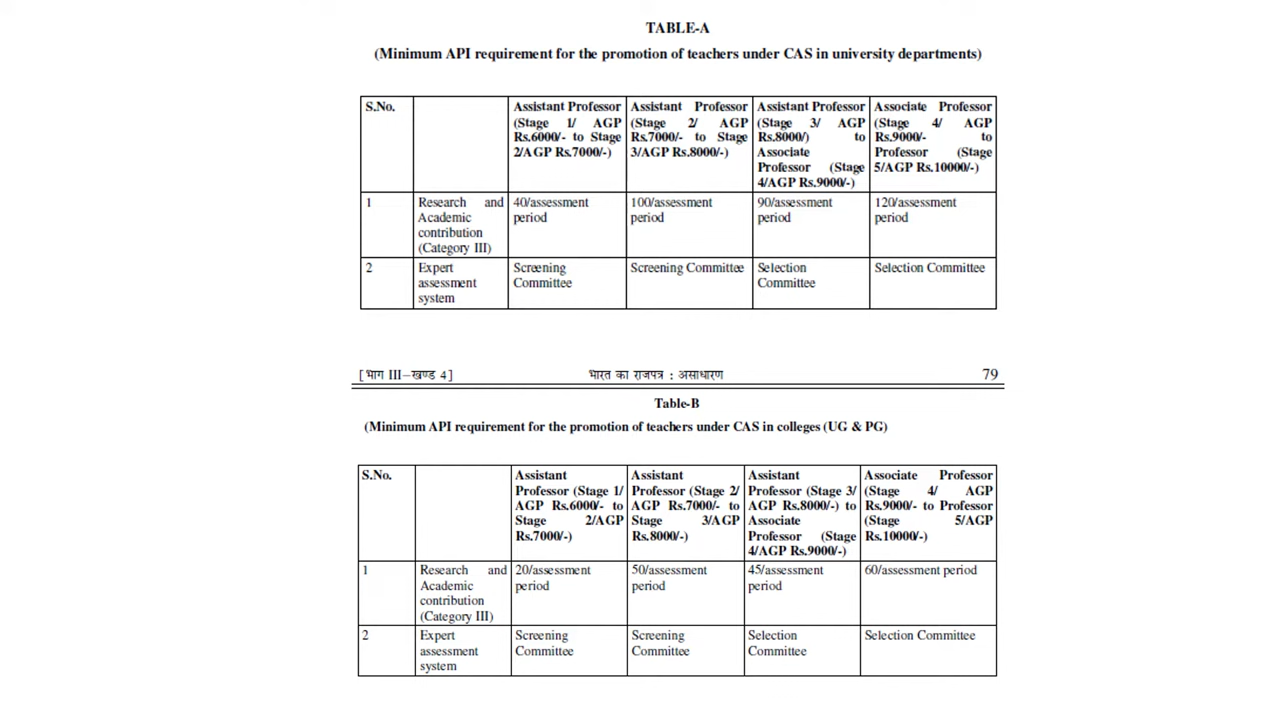 TABLE-A
(Minimum API requirement for the promotion of teachers under CAS in university departments)
S.No.
Assistant Professor
(Stage 1/ AGP
Rs.6000/- to Stage
2/AGP Rs.7000/-)
Assistant Professor
(Stage 2/ AGP
Rs.7000/- to Stage
3/AGP Rs.8000/-)
Assistant Professor
(Stage 3/ AGP
Rs.8000/) to
Associate
Professor (Stage
4/AGP Rs.9000/-)
Associate Professor
(Stage 4/ AGP
Rs.9000/- to
Professor (Stage
5/AGP Rs.10000/-)
1
Research and
Academic
contribution
(Category III)
40/assessment
period
100/assessment
period
90/assessment
period
120/assessment
period
2
Expert
assessment
system
Screening
Committee
Screening Committee
Selection
Committee
Selection Committee
[भाग III—खण्ड 4] भारत का राजपत्र : असाधारण 79
Table-B
(Minimum API requirement for the promotion of teachers under CAS in colleges (UG & PG)
S.No.
Assistant
Professor (Stage 1/
AGP Rs.6000/- to
Stage 2/AGP
Rs.7000/-)
Assistant
Professor (Stage 2/
AGP Rs.7000/- to
Stage 3/AGP
Rs.8000/-)
Assistant
Professor (Stage 3/
AGP Rs.8000/-) to
Associate
Professor (Stage
4/AGP Rs.9000/-)
Associate Professor
(Stage 4/ AGP
Rs.9000/- to Professor
(Stage 5/AGP
Rs.10000/-)
1
Research and
Academic
contribution
(Category III)
20/assessment
period
50/assessment
period
45/assessment
period
60/assessment period
2
Expert
assessment
system
Screening
Committee
Screening
Committee
Selection
Committee
Selection Committee